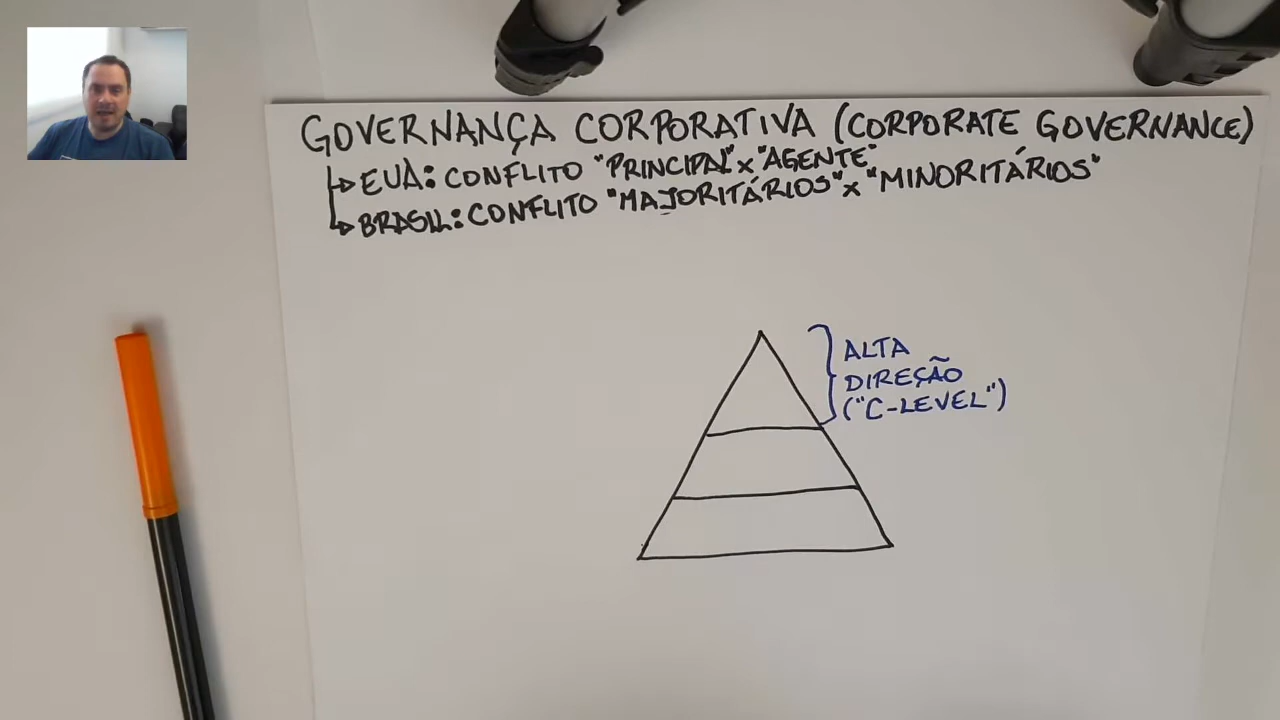 GOVERNANÇA CORPORATIVA (CORPORATE GOVERNANCE)
EUA: CONFLITO "PRINCIPAL" x "AGENTE"
BRASIL: CONFLITO "MAJORITÁRIOS" x "MINORITÁRIOS"
ALTA
DIREÇÃO
("C-LEVEL")